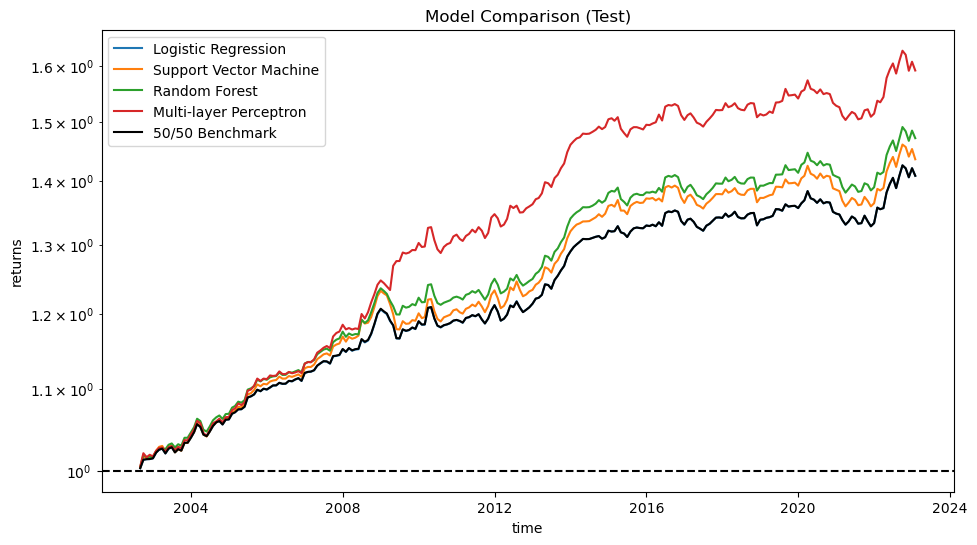 Model Comparison (Test)
Logistic Regression
Support Vector Machine
Random Forest
Multi-layer Perceptron
50/50 Benchmark
1.6 × 10⁰
1.5 × 10⁰
1.4 × 10⁰
1.3 × 10⁰
1.2 × 10⁰
1.1 × 10⁰
10⁰
returns
2004 2008 2012 2016 2020 2024
time